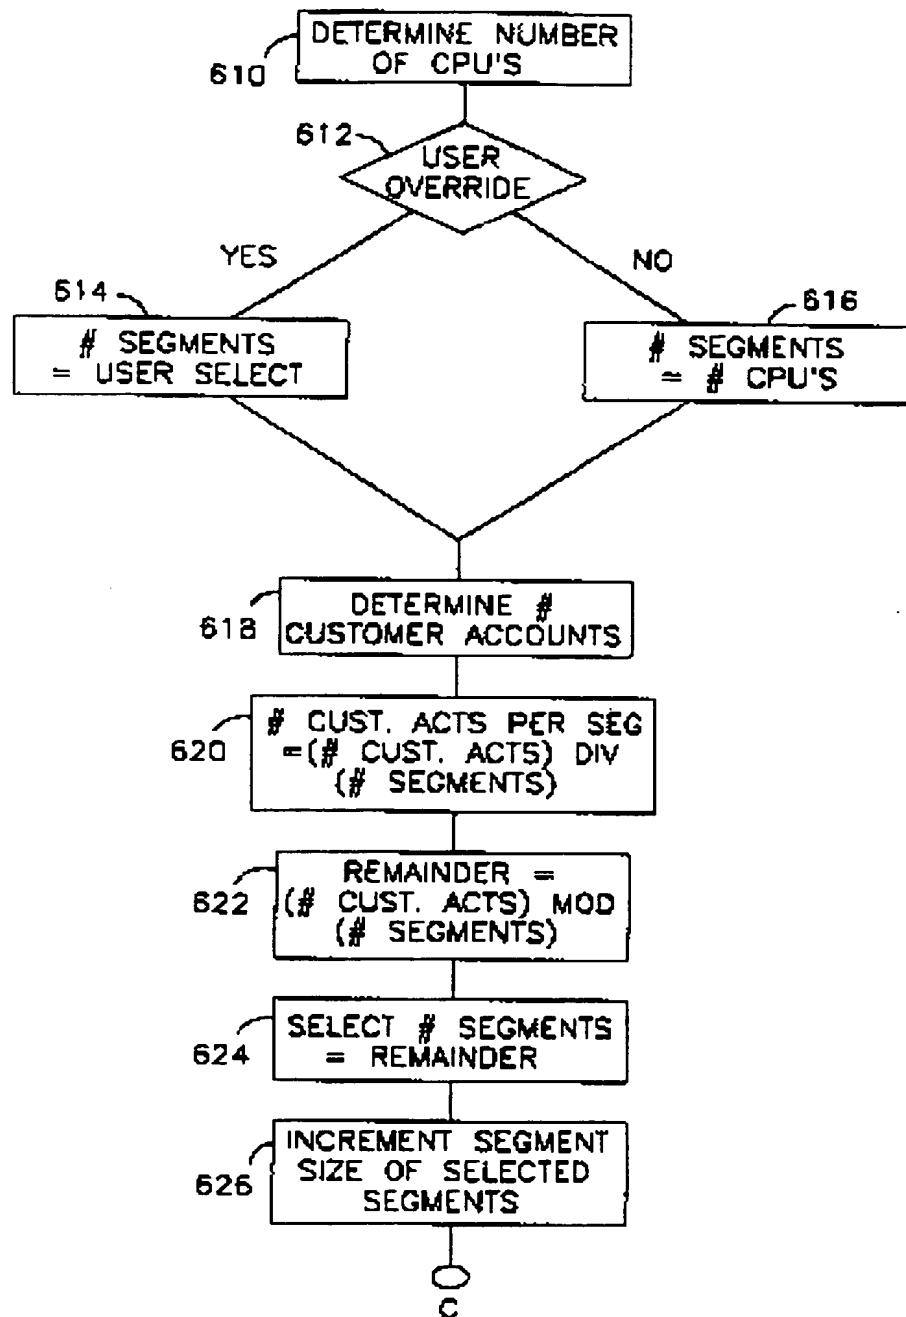 DETERMINE NUMBER
OF CPU'S
610
612
USER
OVERRIDE
YES
NO
614
616
# SEGMENTS
= USER SELECT
# SEGMENTS
= # CPU'S
618
DETERMINE #
CUSTOMER ACCOUNTS
620
# CUST. ACTS PER SEG
=(# CUST. ACTS) DIV
(# SEGMENTS)
622
REMAINDER =
(# CUST. ACTS) MOD
(# SEGMENTS)
624
SELECT # SEGMENTS
= REMAINDER
626
INCREMENT SEGMENT
SIZE OF SELECTED
SEGMENTS
C